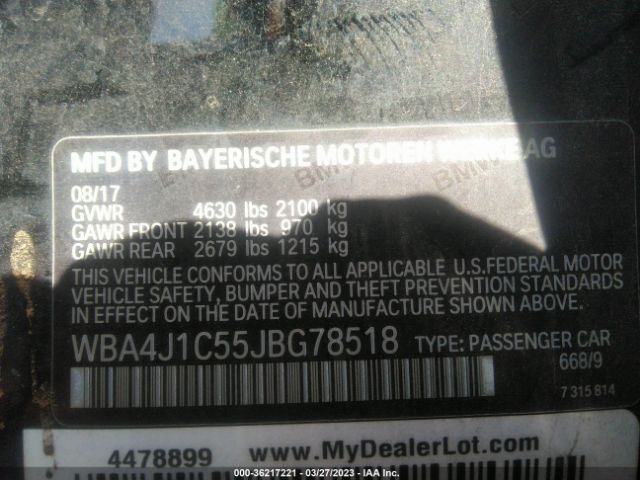 MFD BY BAYERISCHE MOTOREN WERKE AG
08/17
GVWR 4630 lbs 2100 kg
GAWR FRONT 2138 lbs 970 kg
GAWR REAR 2679 lbs 1215 kg
THIS VEHICLE CONFORMS TO ALL APPLICABLE U.S.FEDERAL MOTOR
VEHICLE SAFETY, BUMPER AND THEFT PREVENTION STANDARDS
IN EFFECT ON THE DATE OF MANUFACTURE SHOWN ABOVE.
WBA4J1C55JBG78518 TYPE: PASSENGER CAR
668/9
7 315 814
4478899 www.MyDealerLot.com
000-36217221 | 03/27/2023 | IAA Inc.